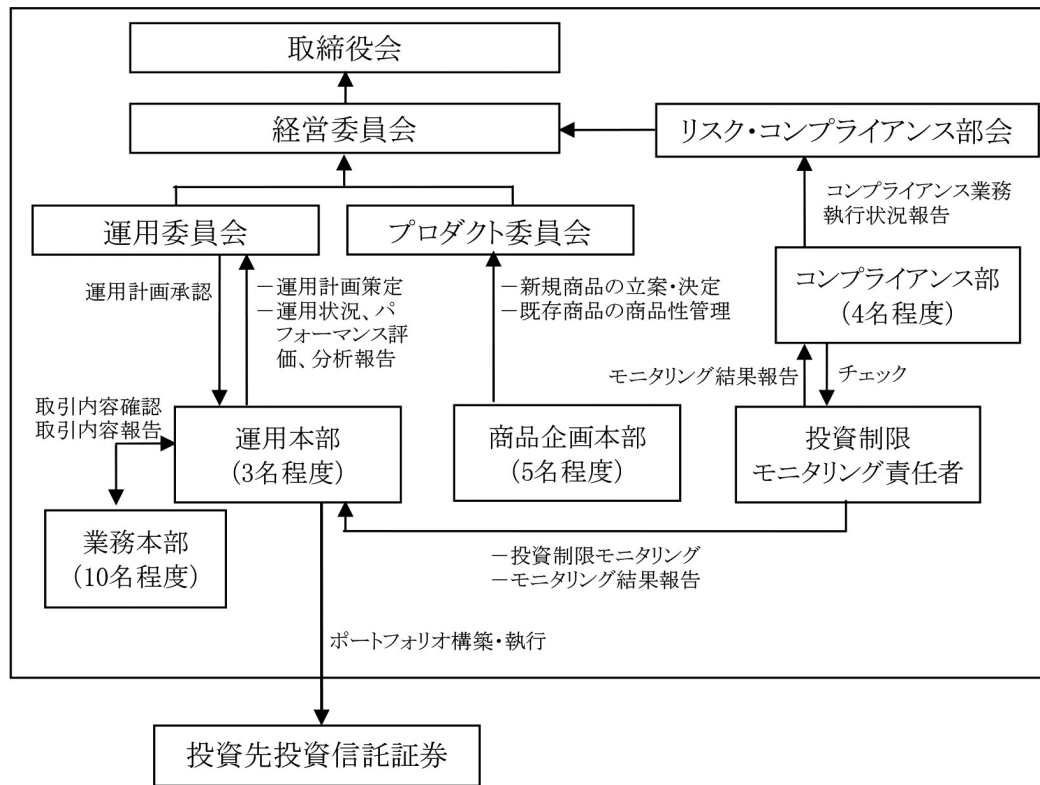 取締役会
経営委員会
リスク・コンプライアンス部会
コンプライアンス業務
執行状況報告
運用委員会
プロダクト委員会
コンプライアンス部
(4名程度)
運用計画承認
－運用計画策定
－運用状況、パ
フォーマンス評
価、分析報告
－新規商品の立案・決定
－既存商品の商品性管理
モニタリング結果報告
チェック
取引内容確認
取引内容報告
運用本部
(3名程度)
商品企画本部
(5名程度)
投資制限
モニタリング責任者
業務本部
(10名程度)
－投資制限モニタリング
－モニタリング結果報告
ポートフォリオ構築・執行
投資先投資信託証券